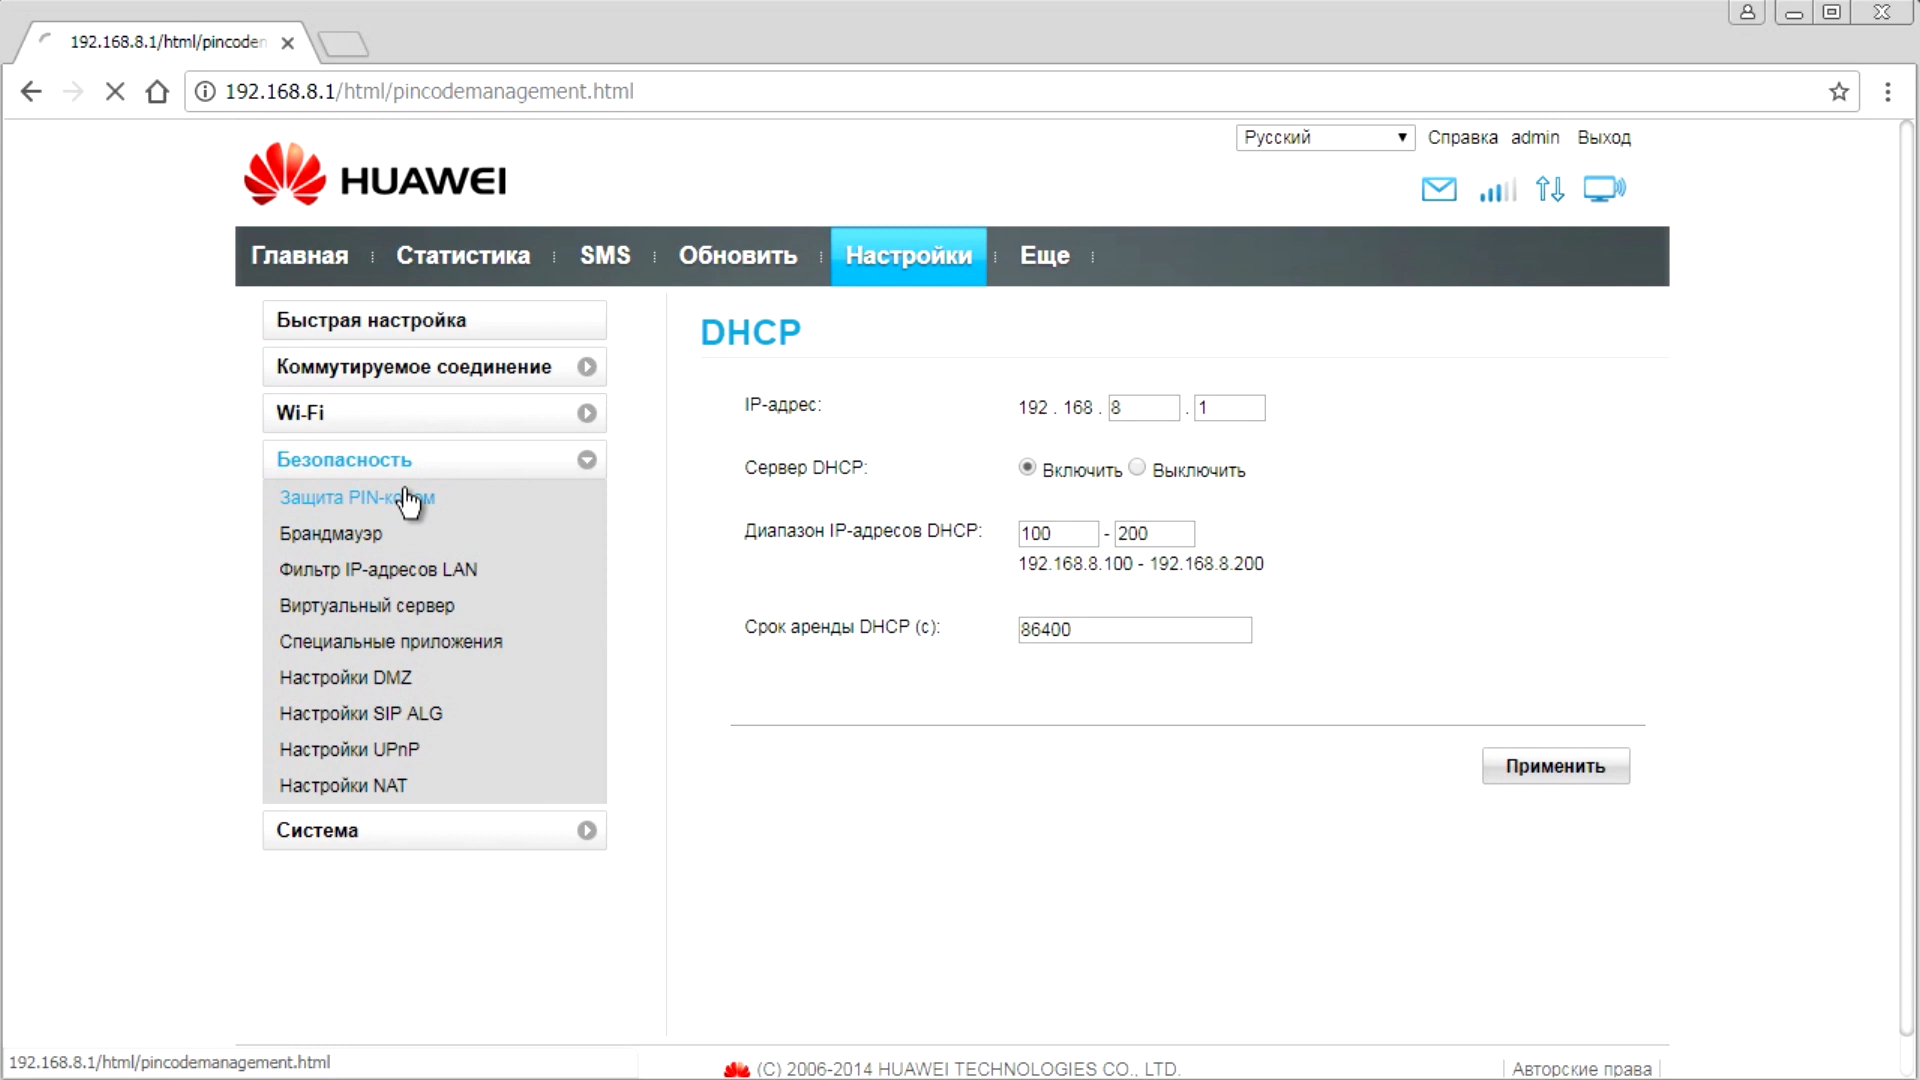 192.168.8.1/html/pincoden
192.168.8.1/html/pincodemanagement.html
Русский
Справка
admin
Выход
HUAWEI
Главная
Статистика
SMS
Обновить
Настройки
Еще
Быстрая настройка
Коммутируемое соединение
Wi-Fi
Безопасность
Защита PIN-кодом
Брандмауэр
Фильтр IP-адресов LAN
Виртуальный сервер
Специальные приложения
Настройки DMZ
Настройки SIP ALG
Настройки UPnP
Настройки NAT
Система
DHCP
IP-адрес: 192 . 168 . 8 . 1
Сервер DHCP: Включить Выключить
Диапазон IP-адресов DHCP: 100 - 200
192.168.8.100 - 192.168.8.200
Срок аренды DHCP (с): 86400
Применить
192.168.8.1/html/pincodemanagement.html
(C) 2006-2014 HUAWEI TECHNOLOGIES CO., LTD.
Авторские права